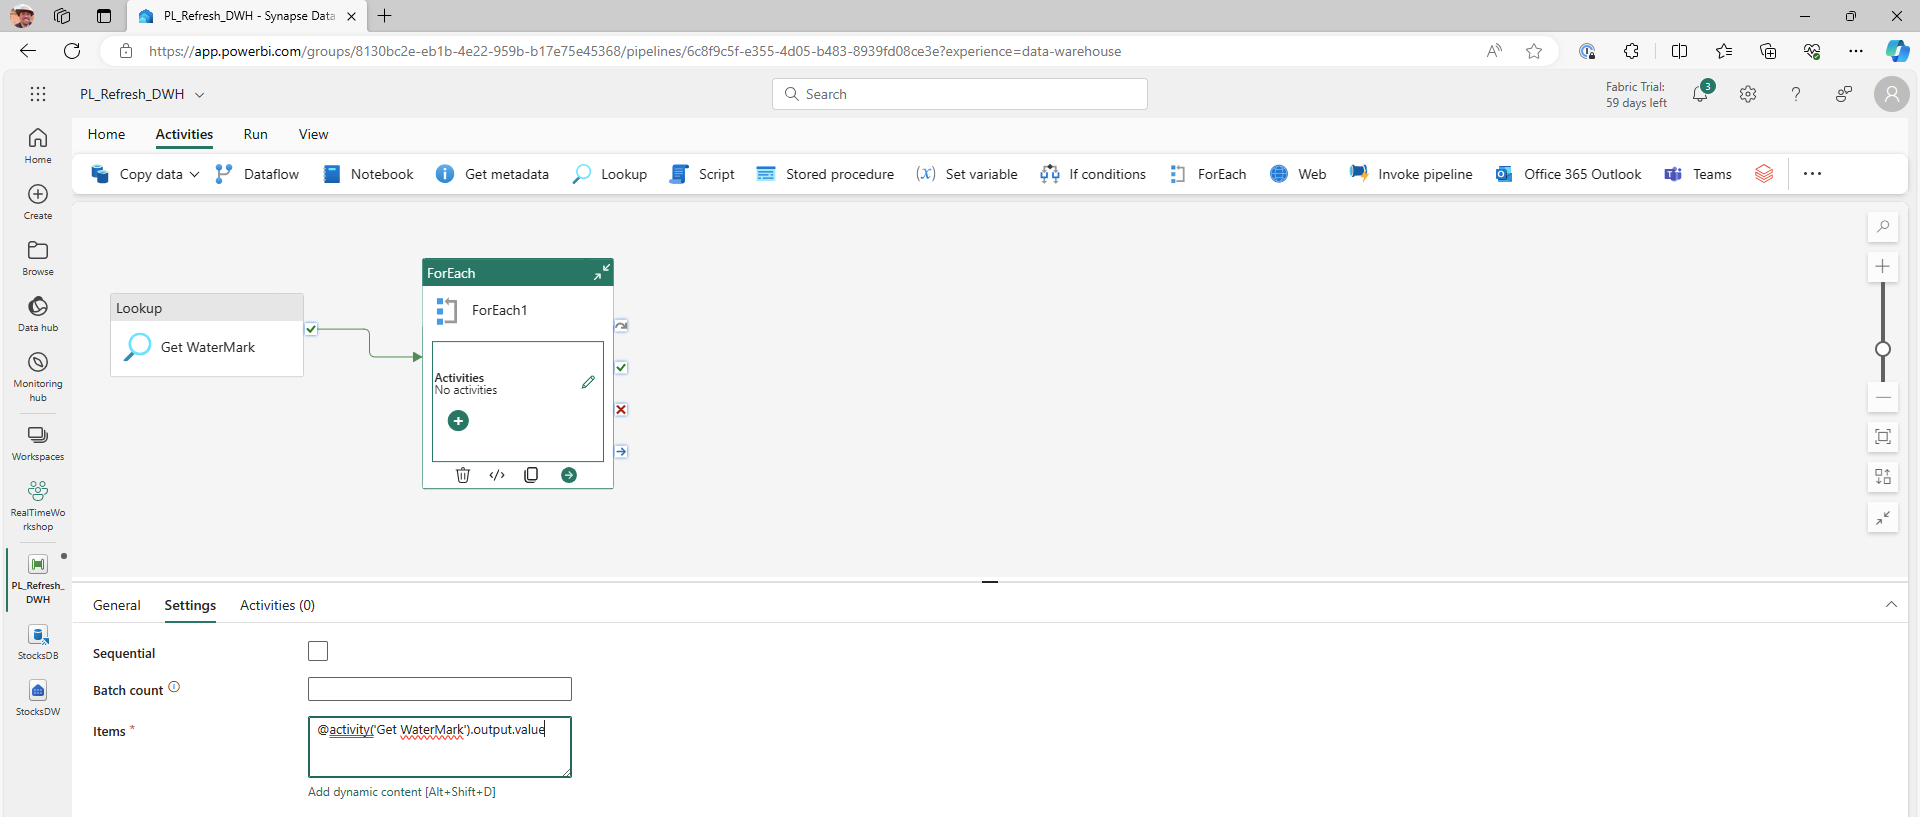 PL_Refresh_DWH - Synapse Data
https://app.powerbi.com/groups/8130bc2e-eb1b-4e22-959b-b17e75e45368/pipelines/6c8f9c5f-e355-4d05-b483-8939fd08ce3e?experience=data-warehouse
PL_Refresh_DWH
Search
Fabric Trial:
59 days left
3
Home
Activities
Run
View
Copy data
Dataflow
Notebook
Get metadata
Lookup
Script
Stored procedure
Set variable
If conditions
ForEach
Web
Invoke pipeline
Office 365 Outlook
Teams
Home
Create
Browse
Data hub
Monitoring
hub
Workspaces
RealTimeWo
rkshop
PL_Refresh_
DWH
StocksDB
StocksDW
Lookup
Get WaterMark
ForEach
ForEach1
Activities
No activities
General
Settings
Activities (0)
Sequential
Batch count
Items *
@activity('Get WaterMark').output.value
Add dynamic content [Alt+Shift+D]